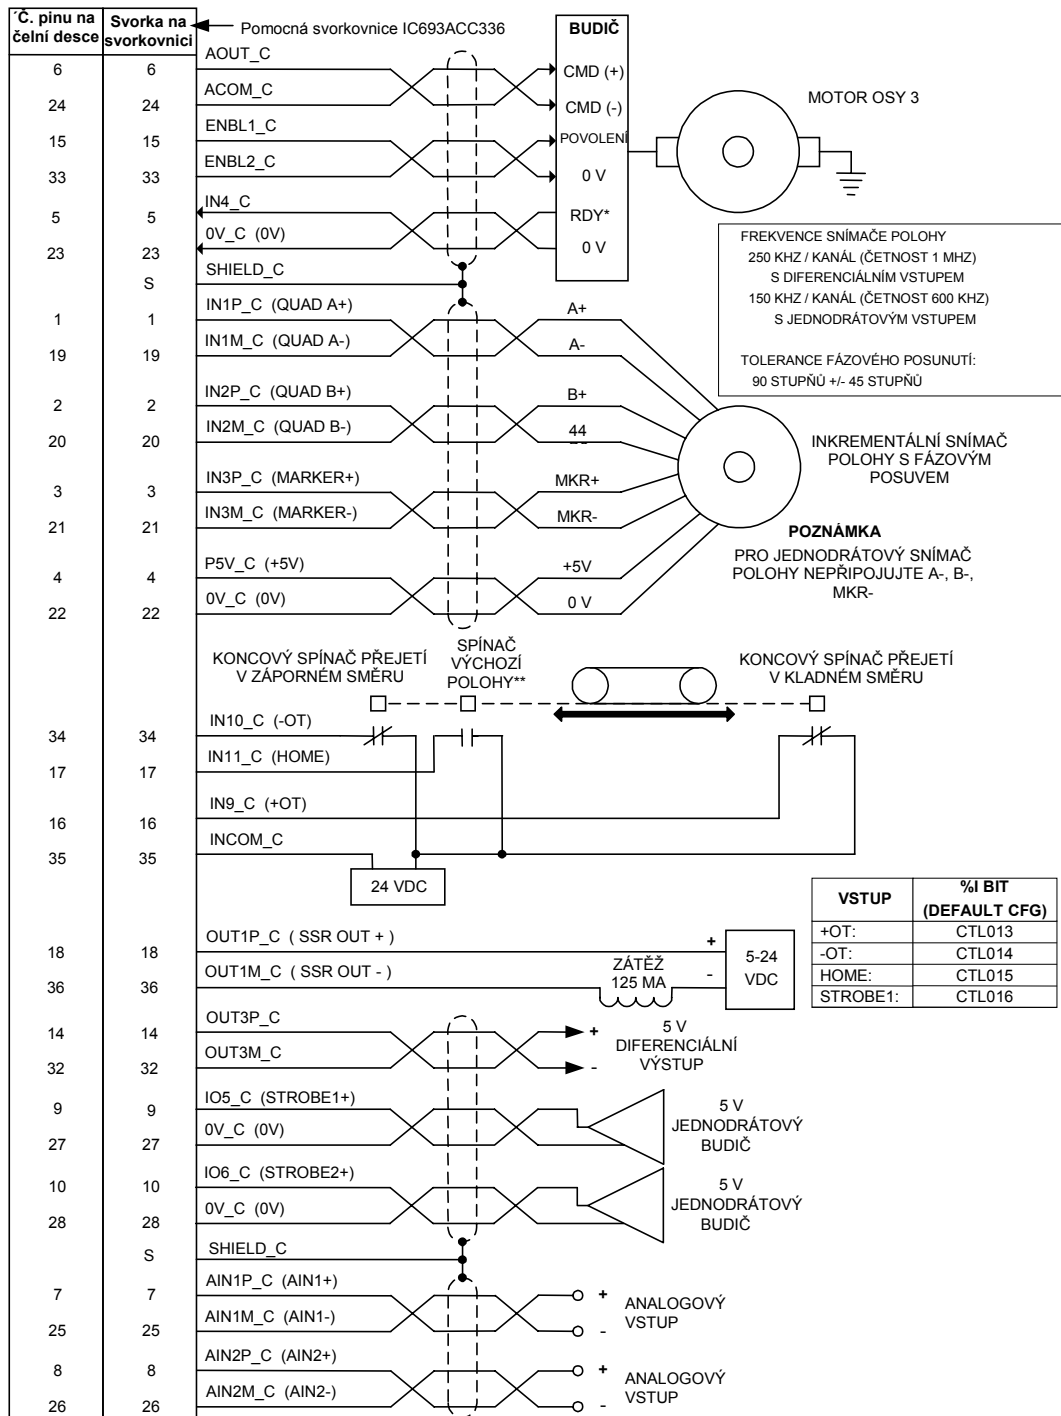 ´Č. pinu na čelní desce
Svorka na svorkovnici
Pomocná svorkovnice IC693ACC336
BUDIČ
6 6 AOUT_C CMD (+)
24 24 ACOM_C CMD (-)
MOTOR OSY 3
15 15 ENBL1_C POVOLENÍ
33 33 ENBL2_C 0 V
5 5 IN4_C RDY*
23 23 0V_C (0V) 0 V
S SHIELD_C
FREKVENCE SNÍMAČE POLOHY
250 KHZ / KANÁL (ČETNOST 1 MHZ)
S DIFERENCIÁLNÍM VSTUPEM
150 KHZ / KANÁL (ČETNOST 600 KHZ)
S JEDNODRÁTOVÝM VSTUPEM
TOLERANCE FÁZOVÉHO POSUNUTÍ:
90 STUPŇŮ +/- 45 STUPŇŮ
1 1 IN1P_C (QUAD A+) A+
19 19 IN1M_C (QUAD A-) A-
2 2 IN2P_C (QUAD B+) B+
20 20 IN2M_C (QUAD B-) 44
3 3 IN3P_C (MARKER+) MKR+
21 21 IN3M_C (MARKER-) MKR-
4 4 P5V_C (+5V) +5V
22 22 0V_C (0V) 0 V
INKREMENTÁLNÍ SNÍMAČ
POLOHY S FÁZOVÝM
POSUVEM
POZNÁMKA
PRO JEDNODRÁTOVÝ SNÍMAČ
POLOHY NEPŘIPOJUJTE A-, B-,
MKR-
KONCOVÝ SPÍNAČ PŘEJETÍ
V ZÁPORNÉM SMĚRU
SPÍNAČ
VÝCHOZÍ
POLOHY**
KONCOVÝ SPÍNAČ PŘEJETÍ
V KLADNÉM SMĚRU
34 34 IN10_C (-OT)
17 17 IN11_C (HOME)
16 16 IN9_C (+OT)
35 35 INCOM_C
24 VDC
VSTUP %I BIT
(DEFAULT CFG)
+OT: CTL013
-OT: CTL014
HOME: CTL015
STROBE1: CTL016
18 18 OUT1P_C ( SSR OUT + ) +
36 36 OUT1M_C ( SSR OUT - ) -
ZÁTĚŽ
125 MA
5-24
VDC
14 14 OUT3P_C +
32 32 OUT3M_C -
5 V
DIFERENCIÁLNÍ
VÝSTUP
9 9 IO5_C (STROBE1+)
27 27 0V_C (0V)
5 V
JEDNODRÁTOVÝ
BUDIČ
10 10 IO6_C (STROBE2+)
28 28 0V_C (0V)
5 V
JEDNODRÁTOVÝ
BUDIČ
S SHIELD_C
7 7 AIN1P_C (AIN1+) +
25 25 AIN1M_C (AIN1-) -
ANALOGOVÝ
VSTUP
8 8 AIN2P_C (AIN2+) +
26 26 AIN2M_C (AIN2-) -
ANALOGOVÝ
VSTUP